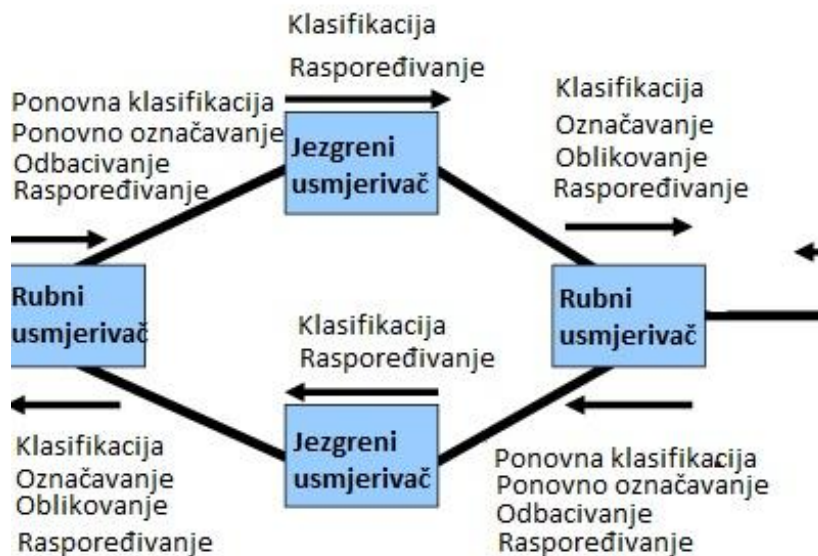 Klasifikacija
Raspoređivanje
Ponovna klasifikacija
Ponovno označavanje
Odbacivanje
Raspoređivanje
Jezgreni
usmjerivač
Klasifikacija
Označavanje
Oblikovanje
Raspoređivanje
Rubni
usmjerivač
Klasifikacija
Raspoređivanje
Rubni
usmjerivač
Klasifikacija
Označavanje
Oblikovanje
Raspoređivanje
Jezgreni
usmjerivač
Ponovna klasifikacija
Ponovno označavanje
Odbacivanje
Raspoređivanje